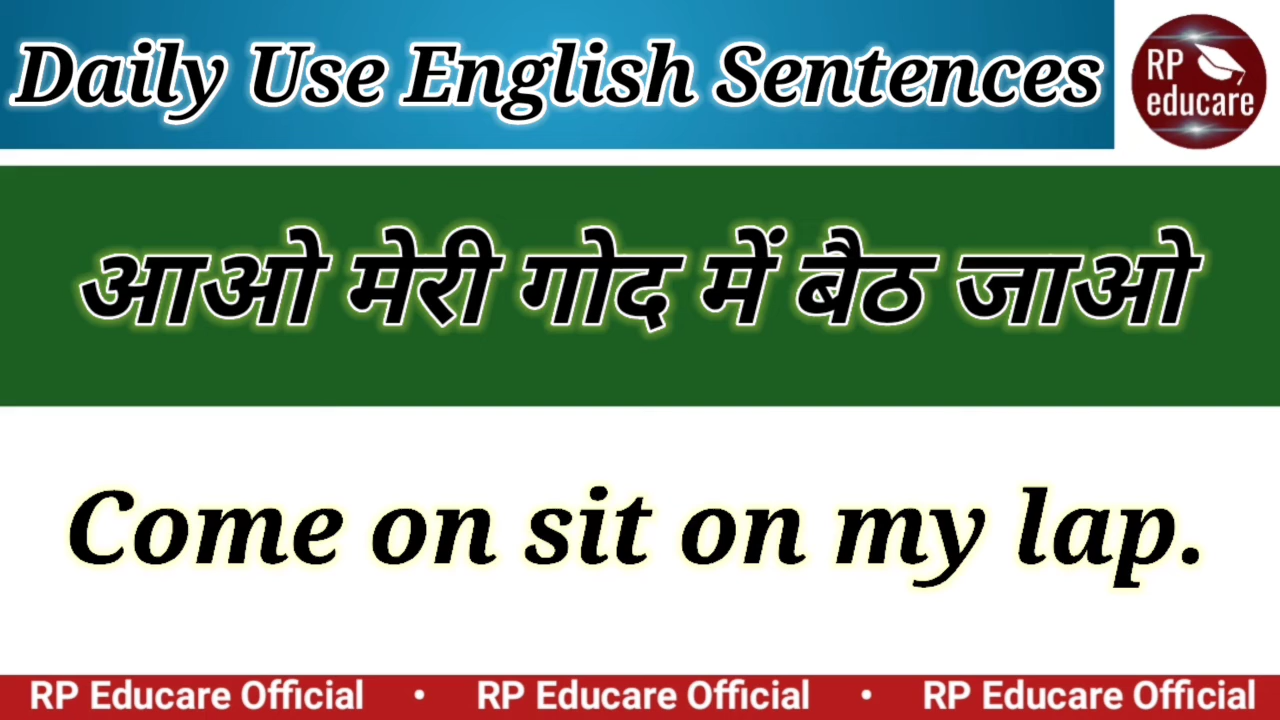 Daily Use English Sentences
RP
educare
आओ मेरी गोद में बैठ जाओ
Come on sit on my lap.
RP Educare Official • RP Educare Official • RP Educare Official